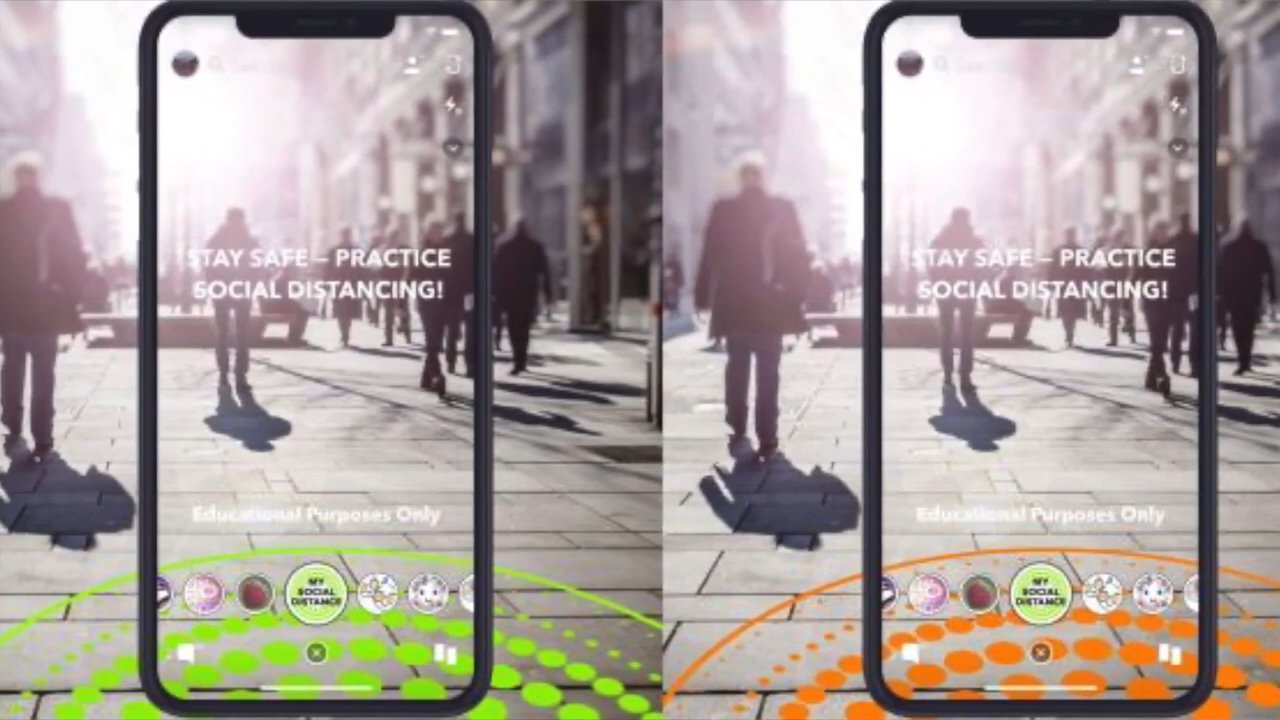 STAY SAFE – PRACTICE
SOCIAL DISTANCING!
Educational Purposes Only
MY
SOCIAL
DISTANCE
STAY SAFE – PRACTICE
SOCIAL DISTANCING!
Educational Purposes Only
MY
SOCIAL
DISTANCE